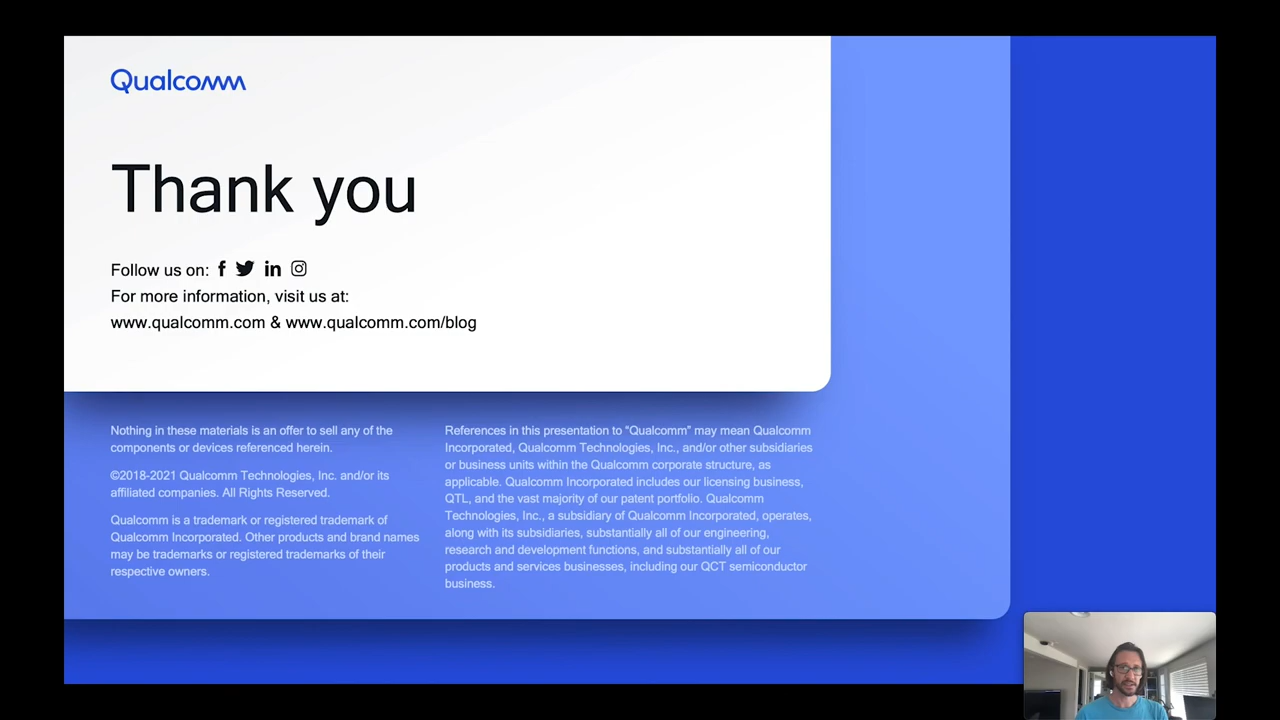 Qualcomm
Thank you
Follow us on:
For more information, visit us at:
www.qualcomm.com & www.qualcomm.com/blog
Nothing in these materials is an offer to sell any of the
components or devices referenced herein.
©2018-2021 Qualcomm Technologies, Inc. and/or its
affiliated companies. All Rights Reserved.
Qualcomm is a trademark or registered trademark of
Qualcomm Incorporated. Other products and brand names
may be trademarks or registered trademarks of their
respective owners.
References in this presentation to “Qualcomm” may mean Qualcomm
Incorporated, Qualcomm Technologies, Inc., and/or other subsidiaries
or business units within the Qualcomm corporate structure, as
applicable. Qualcomm Incorporated includes our licensing business,
QTL, and the vast majority of our patent portfolio. Qualcomm
Technologies, Inc., a subsidiary of Qualcomm Incorporated, operates,
along with its subsidiaries, substantially all of our engineering,
research and development functions, and substantially all of our
products and services businesses, including our QCT semiconductor
business.